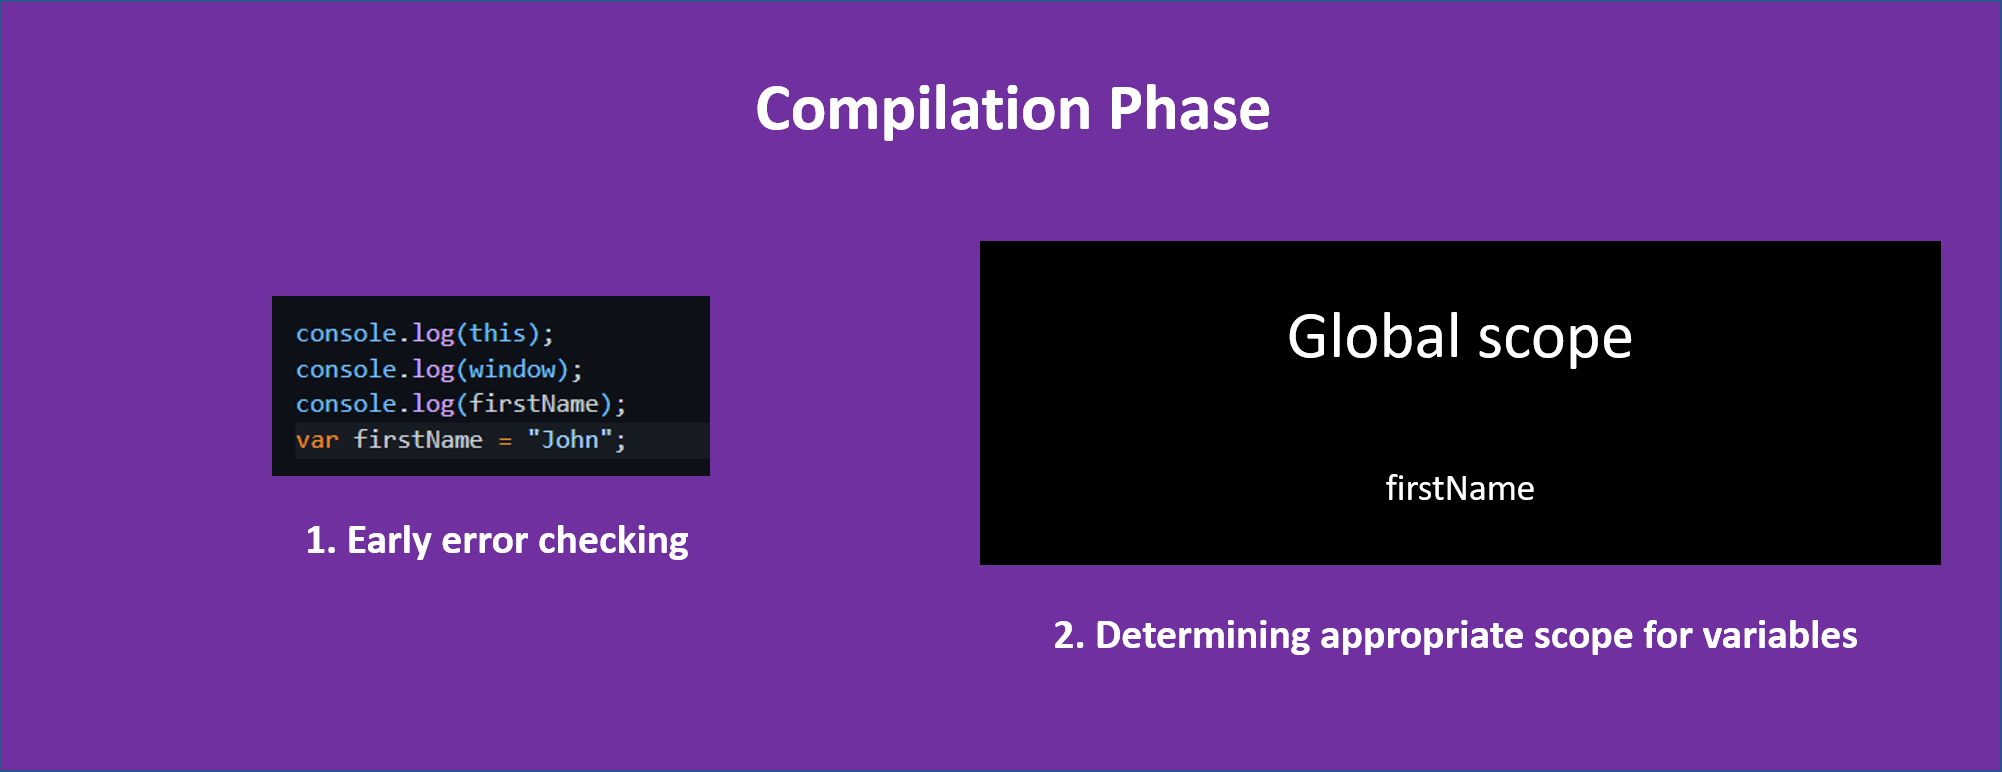 Compilation Phase
console.log(this);
console.log(window);
console.log(firstName);
var firstName = "John";
1. Early error checking
Global scope
firstName
2. Determining appropriate scope for variables